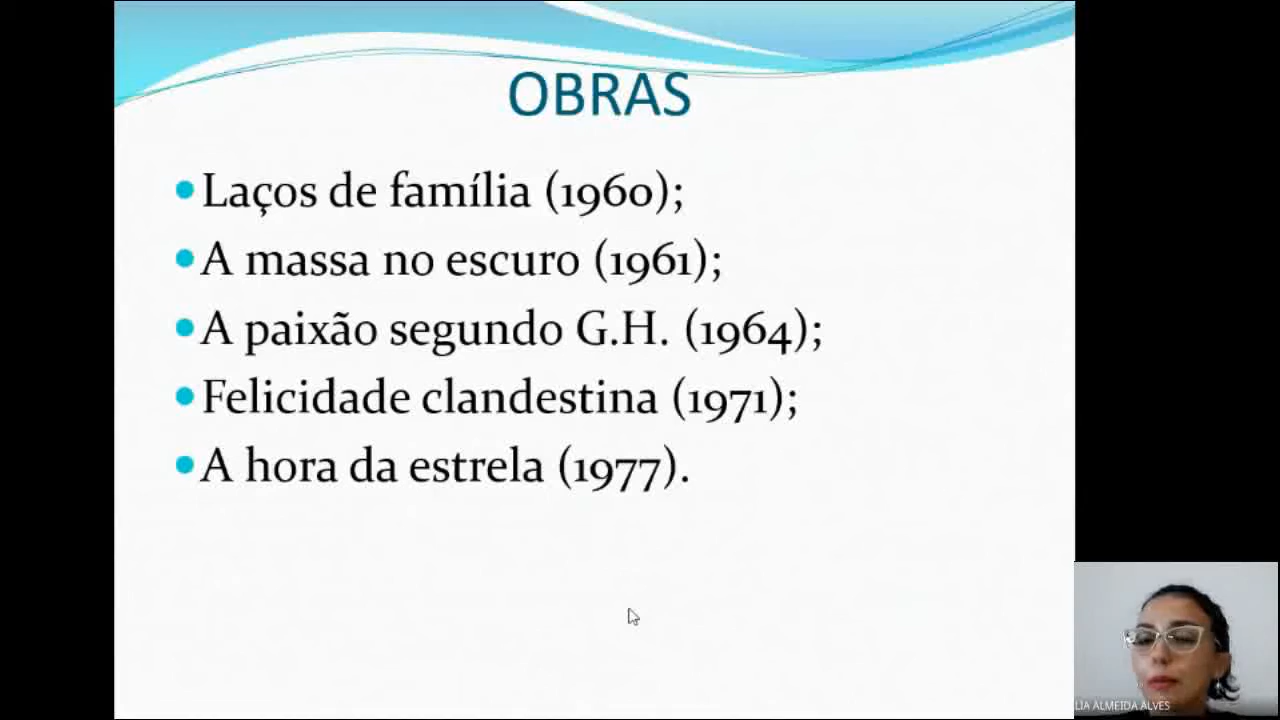 OBRAS
Laços de família (1960);
A massa no escuro (1961);
A paixão segundo G.H. (1964);
Felicidade clandestina (1971);
A hora da estrela (1977).
LIA ALMEIDA ALVES